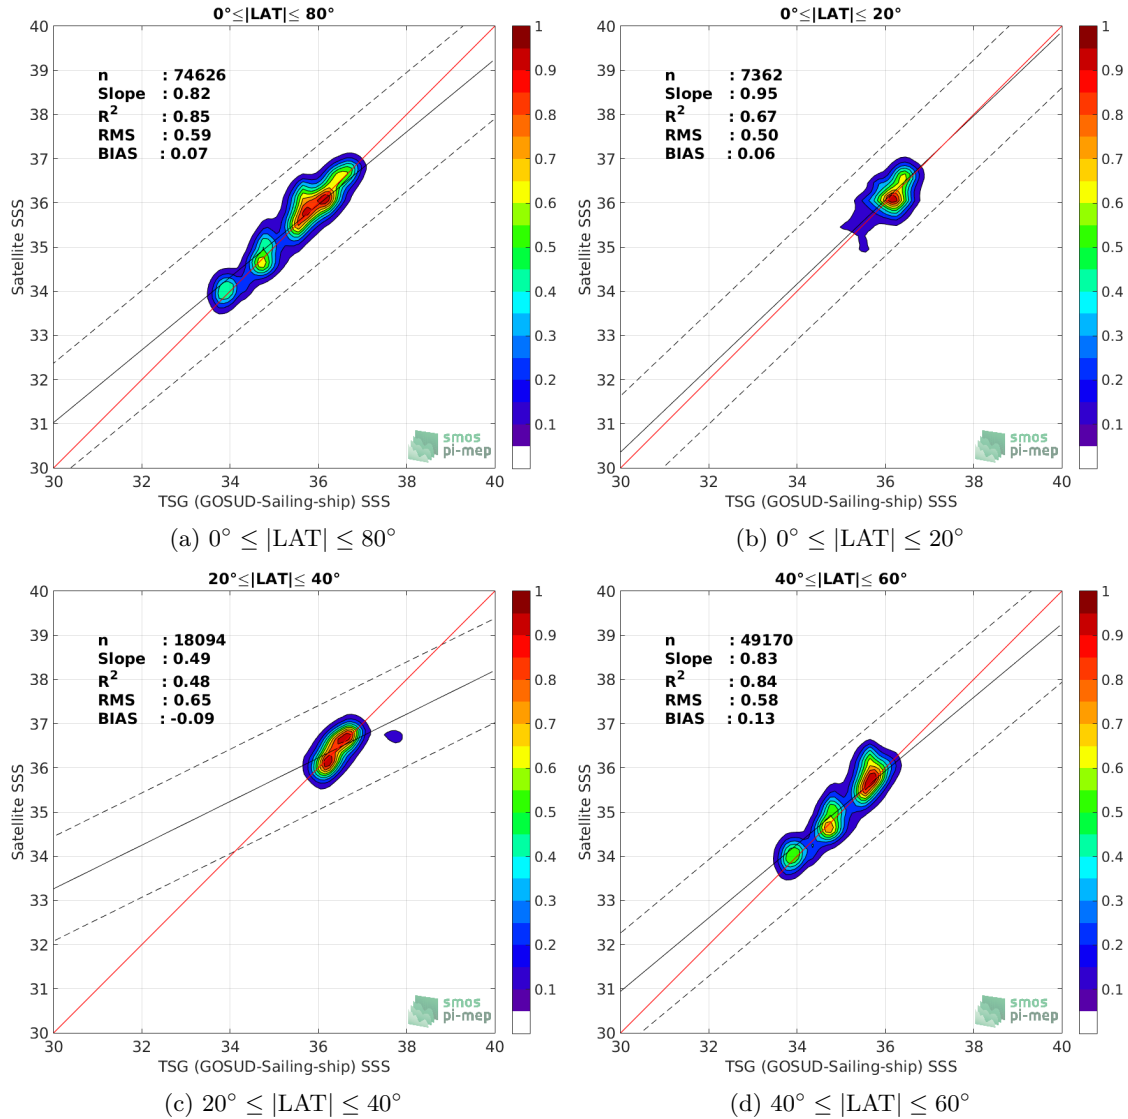 0°≤|LAT|≤ 80°
n : 74626
Slope : 0.82
R2 : 0.85
RMS : 0.59
BIAS : 0.07
Satellite SSS
40
39
38
37
36
35
34
33
32
31
30
30 32 34 36 38 40
TSG (GOSUD-Sailing-ship) SSS
1
0.9
0.8
0.7
0.6
0.5
0.4
0.3
0.2
0.1
smos
pi-mep
(a) 0° ≤ |LAT| ≤ 80°
0°≤|LAT|≤ 20°
n : 7362
Slope : 0.95
R2 : 0.67
RMS : 0.50
BIAS : 0.06
Satellite SSS
40
39
38
37
36
35
34
33
32
31
30
30 32 34 36 38 40
TSG (GOSUD-Sailing-ship) SSS
1
0.9
0.8
0.7
0.6
0.5
0.4
0.3
0.2
0.1
smos
pi-mep
(b) 0° ≤ |LAT| ≤ 20°
20°≤|LAT|≤ 40°
n : 18094
Slope : 0.49
R2 : 0.48
RMS : 0.65
BIAS : -0.09
Satellite SSS
40
39
38
37
36
35
34
33
32
31
30
30 32 34 36 38 40
TSG (GOSUD-Sailing-ship) SSS
1
0.9
0.8
0.7
0.6
0.5
0.4
0.3
0.2
0.1
smos
pi-mep
(c) 20° ≤ |LAT| ≤ 40°
40°≤|LAT|≤ 60°
n : 49170
Slope : 0.83
R2 : 0.84
RMS : 0.58
BIAS : 0.13
Satellite SSS
40
39
38
37
36
35
34
33
32
31
30
30 32 34 36 38 40
TSG (GOSUD-Sailing-ship) SSS
1
0.9
0.8
0.7
0.6
0.5
0.4
0.3
0.2
0.1
smos
pi-mep
(d) 40° ≤ |LAT| ≤ 60°